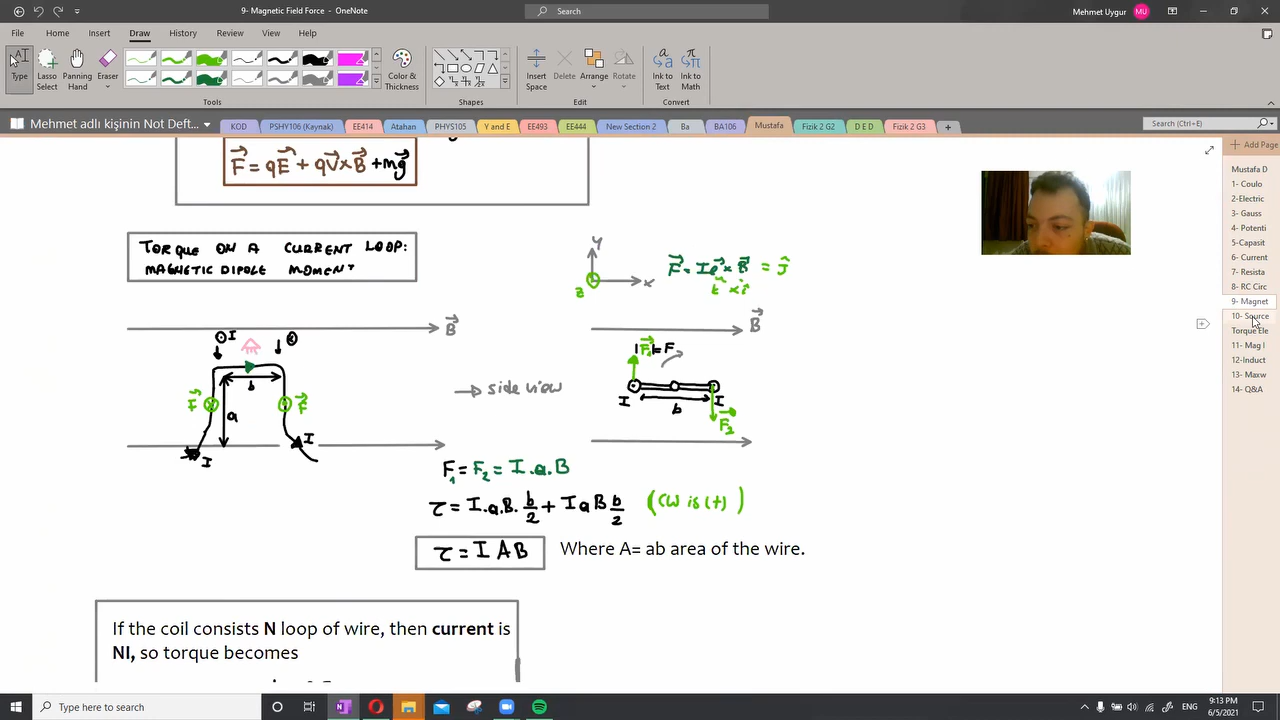 9- Magnetic Field Force - OneNote
Search
Mehmet Uygur
MU
File
Home
Insert
Draw
History
Review
View
Help
Type
Lasso Select
Panning Hand
Eraser
Color & Thickness
Insert Space
Delete
Arrange
Rotate
Ink to Text
Ink to Math
Tools
Shapes
Edit
Convert
Mehmet adlı kişinin Not Deft...
KOD
PSHY106 (Kaynak)
EE414
Atahan
PHYS105
Y and E
EE493
EE444
New Section 2
Ba
BA106
Mustafa
Fizik 2 G2
D E D
Fizik 2 G3
Search (Ctrl+E)
Add Page
Mustafa D
1- Coulo
2-Electric
3- Gauss
4- Potenti
5-Capasit
6- Current
7- Resista
8- RC Circ
9- Magnet
10- Source
Torque Ele
11- Mag I
12-Induct
13- Maxw
14- Q&A
F⃗ = qE⃗ + qV⃗ x B⃗ + mg⃗
TORQUE ON A CURRENT LOOP:
MAGNETIC DIPOLE MOMENT
y
x
z
F⃗ = Iℓ⃗ x B⃗ = ĵ
B⃗
B⃗
I
b
F⃗
F⃗
a
I
I
→ side view
|F⃗₁| = F
I
b
I
F⃗₂
F₁ = F₂ = I.a.B
τ = I.a.B. b/2 + I a B b/2 (CW is (+))
τ = I A B
Where A= ab area of the wire.
If the coil consists N loop of wire, then current is
NI, so torque becomes
Type here to search
ENG
9:13 PM
6/5/2021